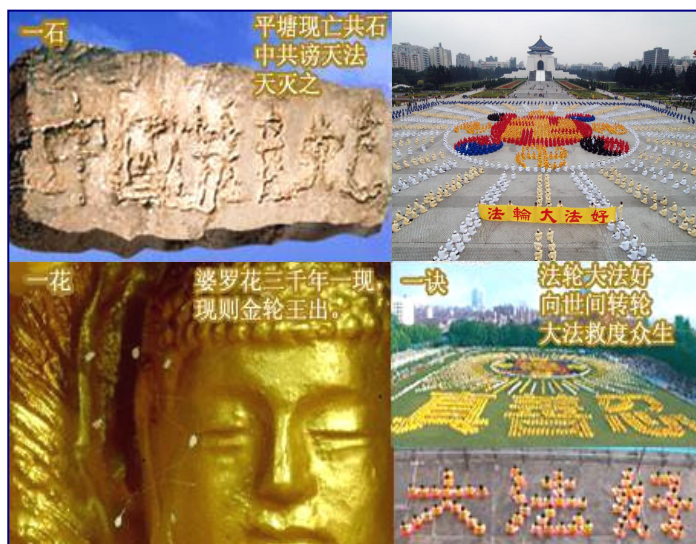 一石
平塘现亡共石
中共谤天法
天灭之
法輪大法好
一花
婆罗花三千年一现
现则金轮王出。
一诀
法轮大法好
向世间转轮
大法救度众生
真善忍
大法好